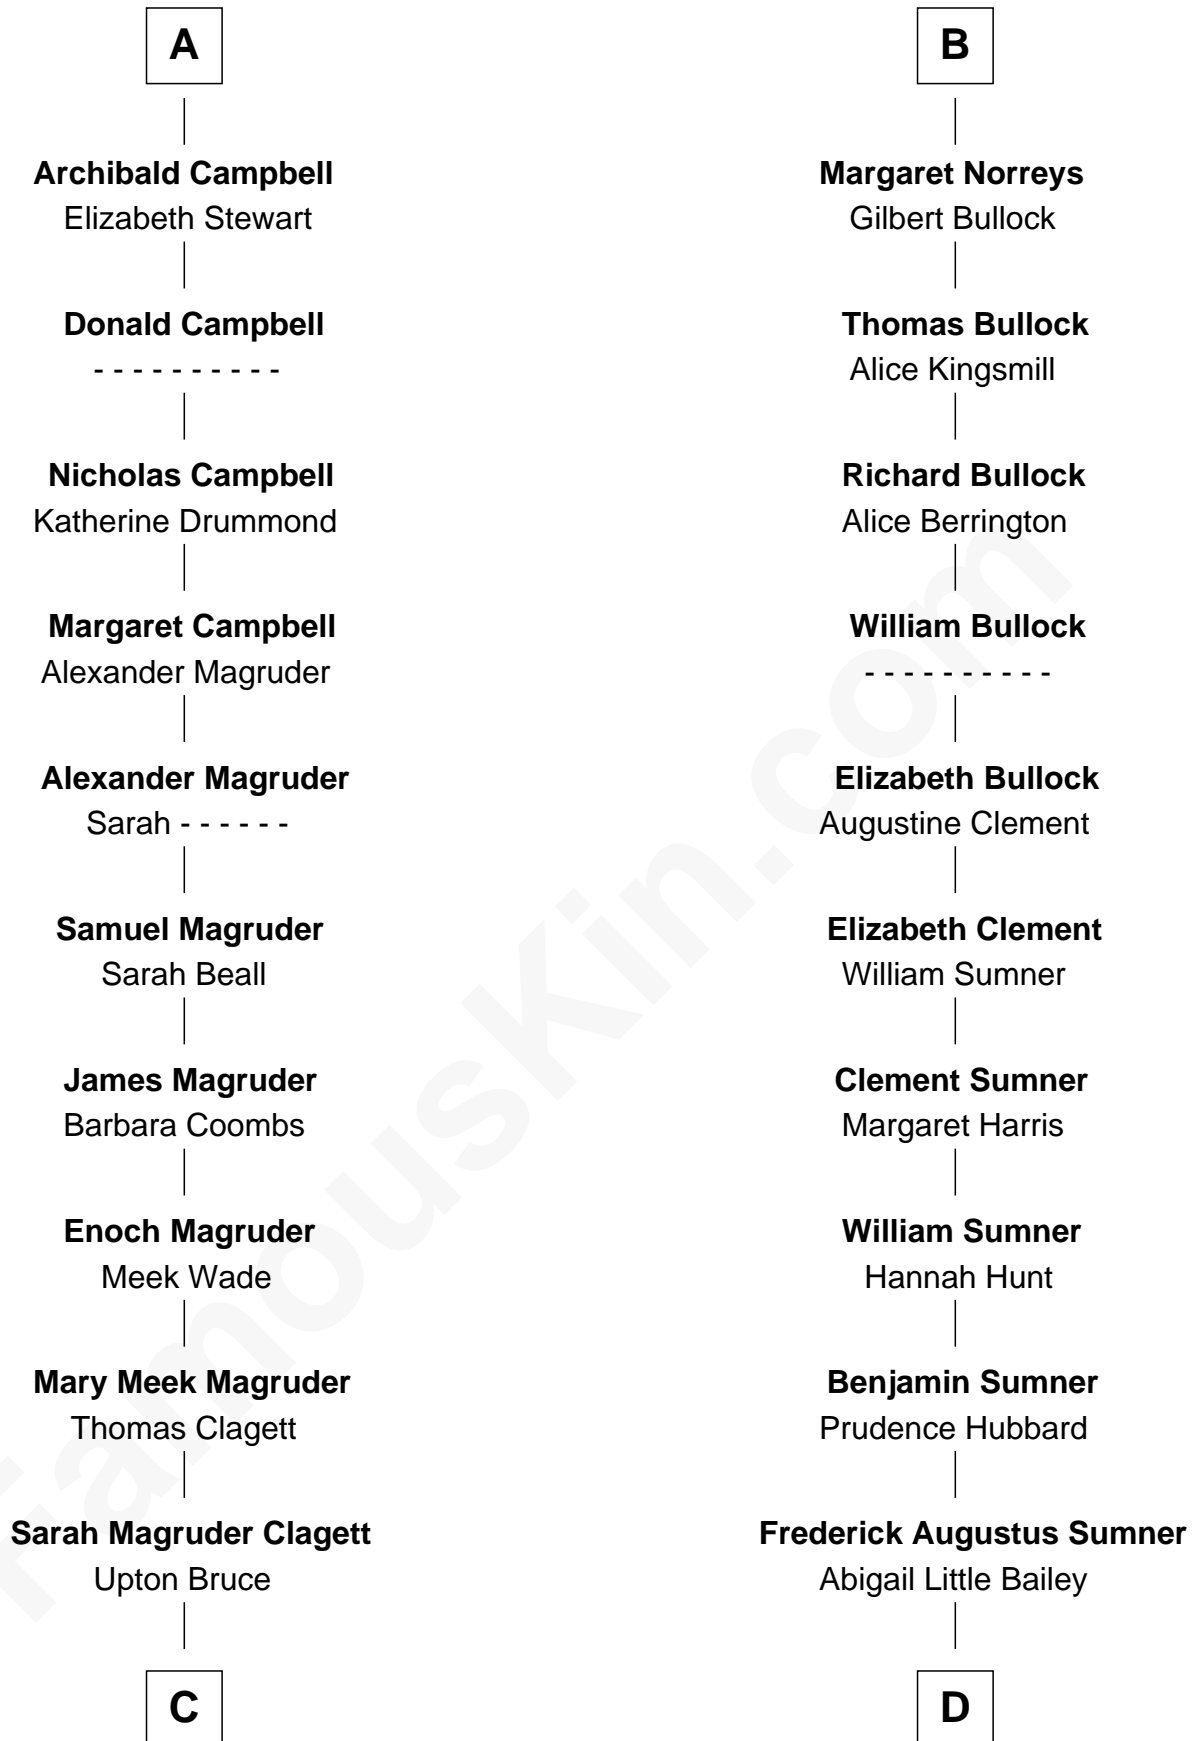 A
Archibald Campbell
Elizabeth Stewart
Donald Campbell
- - - - - - - - - -
Nicholas Campbell
Katherine Drummond
Margaret Campbell
Alexander Magruder
Alexander Magruder
Sarah - - - - - -
Samuel Magruder
Sarah Beall
James Magruder
Barbara Coombs
Enoch Magruder
Meek Wade
Mary Meek Magruder
Thomas Clagett
Sarah Magruder Clagett
Upton Bruce
C
B
Margaret Norreys
Gilbert Bullock
Thomas Bullock
Alice Kingsmill
Richard Bullock
Alice Berrington
William Bullock
- - - - - - - - - -
Elizabeth Bullock
Augustine Clement
Elizabeth Clement
William Sumner
Clement Sumner
Margaret Harris
William Sumner
Hannah Hunt
Benjamin Sumner
Prudence Hubbard
Frederick Augustus Sumner
Abigail Little Bailey
D
FamousKin.com